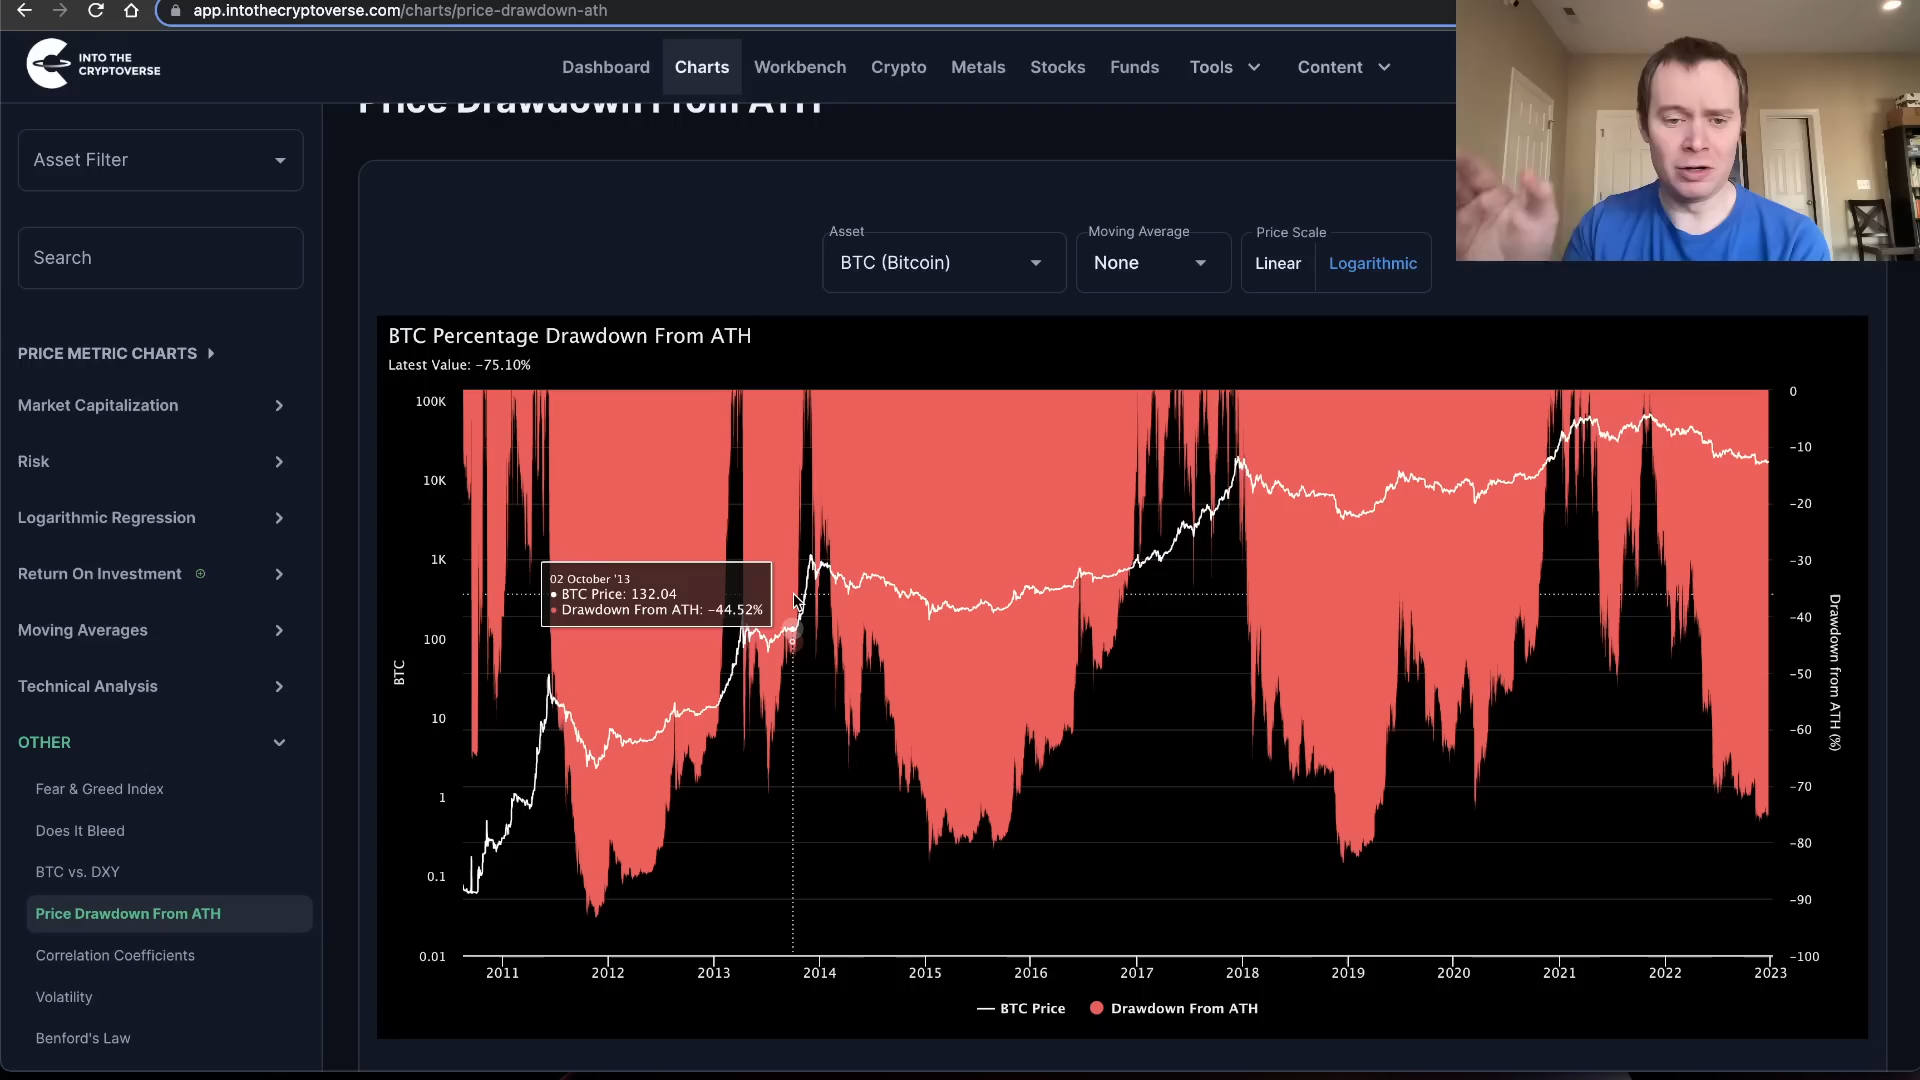 app.intothecryptoverse.com/charts/price-drawdown-ath
INTO THE
CRYPTOVERSE
Dashboard
Charts
Workbench
Crypto
Metals
Stocks
Funds
Tools
Content
Price Drawdown From ATH
Asset Filter
Search
PRICE METRIC CHARTS
Market Capitalization
Risk
Logarithmic Regression
Return On Investment
Moving Averages
Technical Analysis
OTHER
Fear & Greed Index
Does It Bleed
BTC vs. DXY
Price Drawdown From ATH
Correlation Coefficients
Volatility
Benford's Law
Asset
BTC (Bitcoin)
Moving Average
None
Price Scale
Linear
Logarithmic
BTC Percentage Drawdown From ATH
Latest Value: −75.10%
100K
10K
1K
100
10
1
0.1
0.01
BTC
02 October '13
BTC Price: 132.04
Drawdown From ATH: −44.52%
0
−10
−20
−30
−40
−50
−60
−70
−80
−90
−100
Drawdown from ATH (%)
2011
2012
2013
2014
2015
2016
2017
2018
2019
2020
2021
2022
2023
BTC Price
Drawdown From ATH